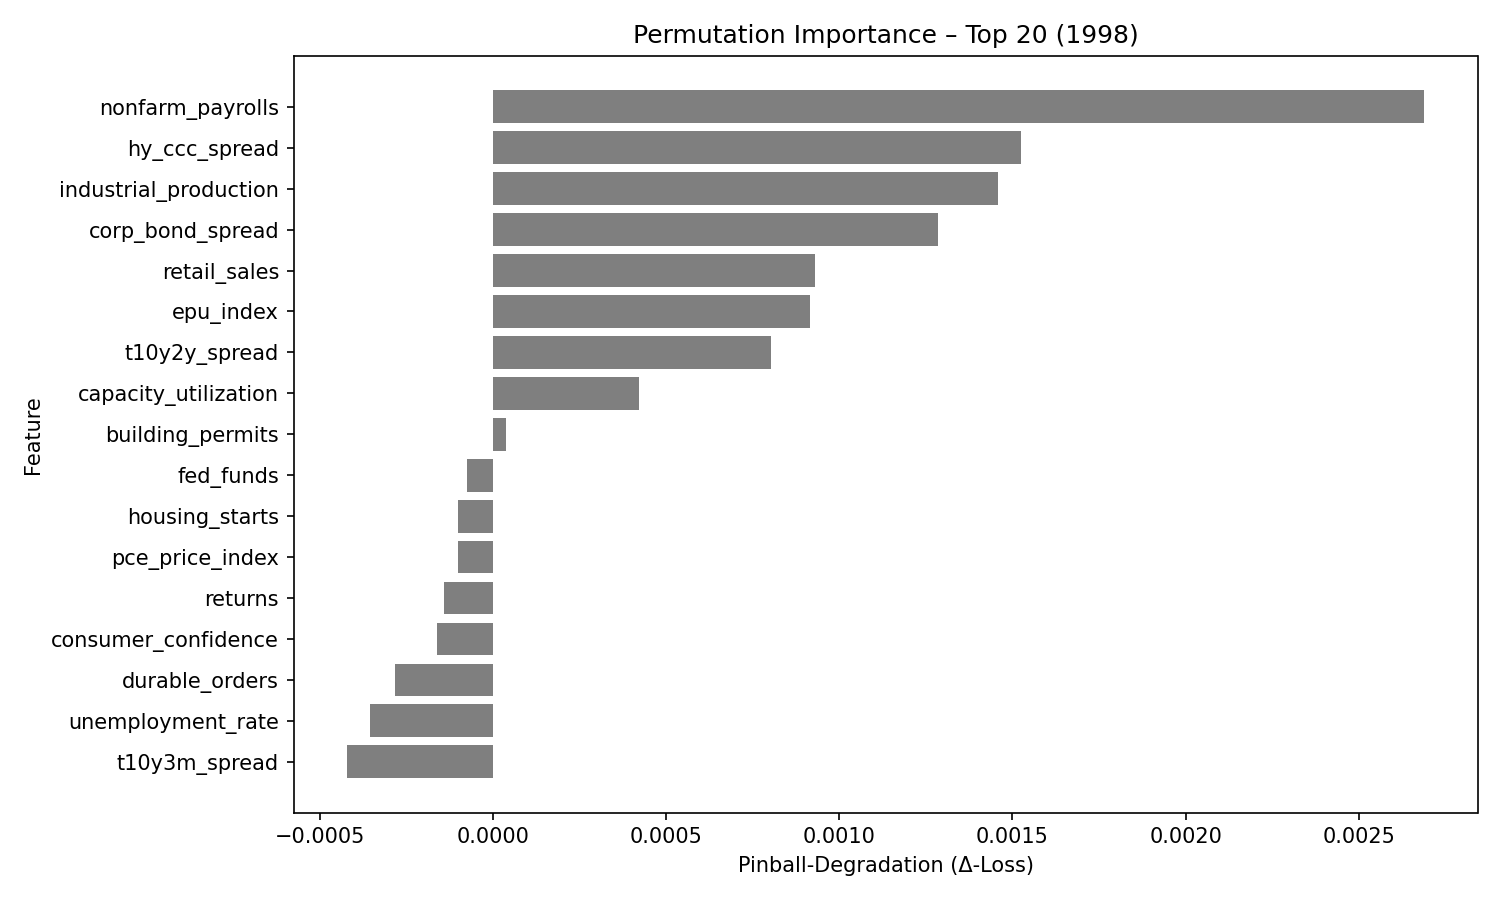 Permutation Importance – Top 20 (1998)
nonfarm_payrolls
hy_ccc_spread
industrial_production
corp_bond_spread
retail_sales
epu_index
t10y2y_spread
capacity_utilization
building_permits
fed_funds
housing_starts
pce_price_index
returns
consumer_confidence
durable_orders
unemployment_rate
t10y3m_spread
Feature
−0.0005 0.0000 0.0005 0.0010 0.0015 0.0020 0.0025
Pinball-Degradation (Δ-Loss)